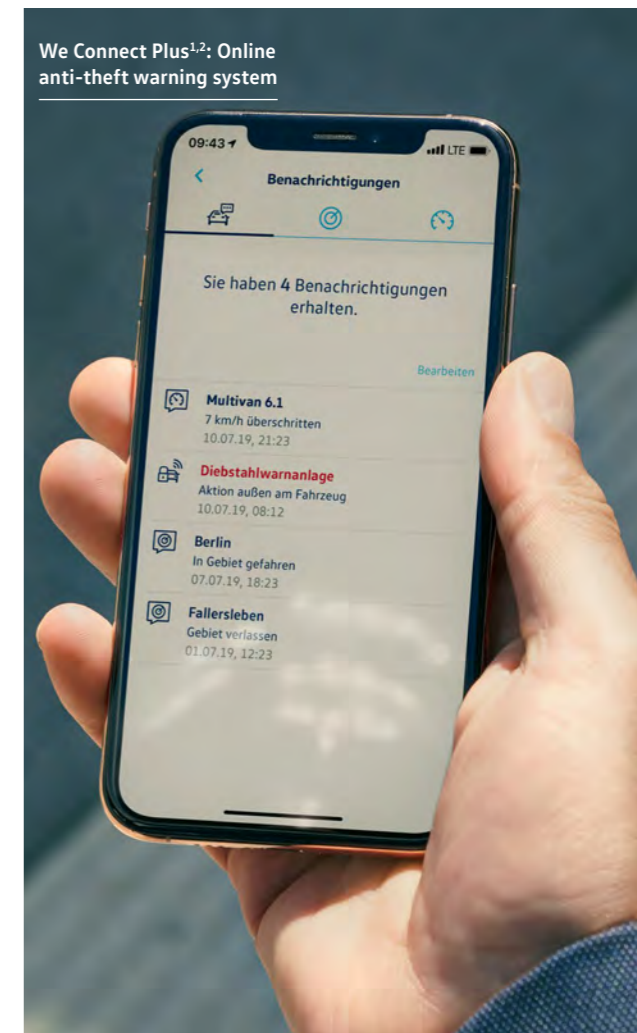 We Connect Plus1,2: Online
anti-theft warning system
09:43
LTE
Benachrichtigungen
Sie haben 4 Benachrichtigungen
erhalten.
Bearbeiten
Multivan 6.1
7 km/h überschritten
10.07.19, 21:23
Diebstahlwarnanlage
Aktion außen am Fahrzeug
10.07.19, 08:12
Berlin
In Gebiet gefahren
07.07.19, 18:23
Fallersleben
Gebiet verlassen
01.07.19, 12:23